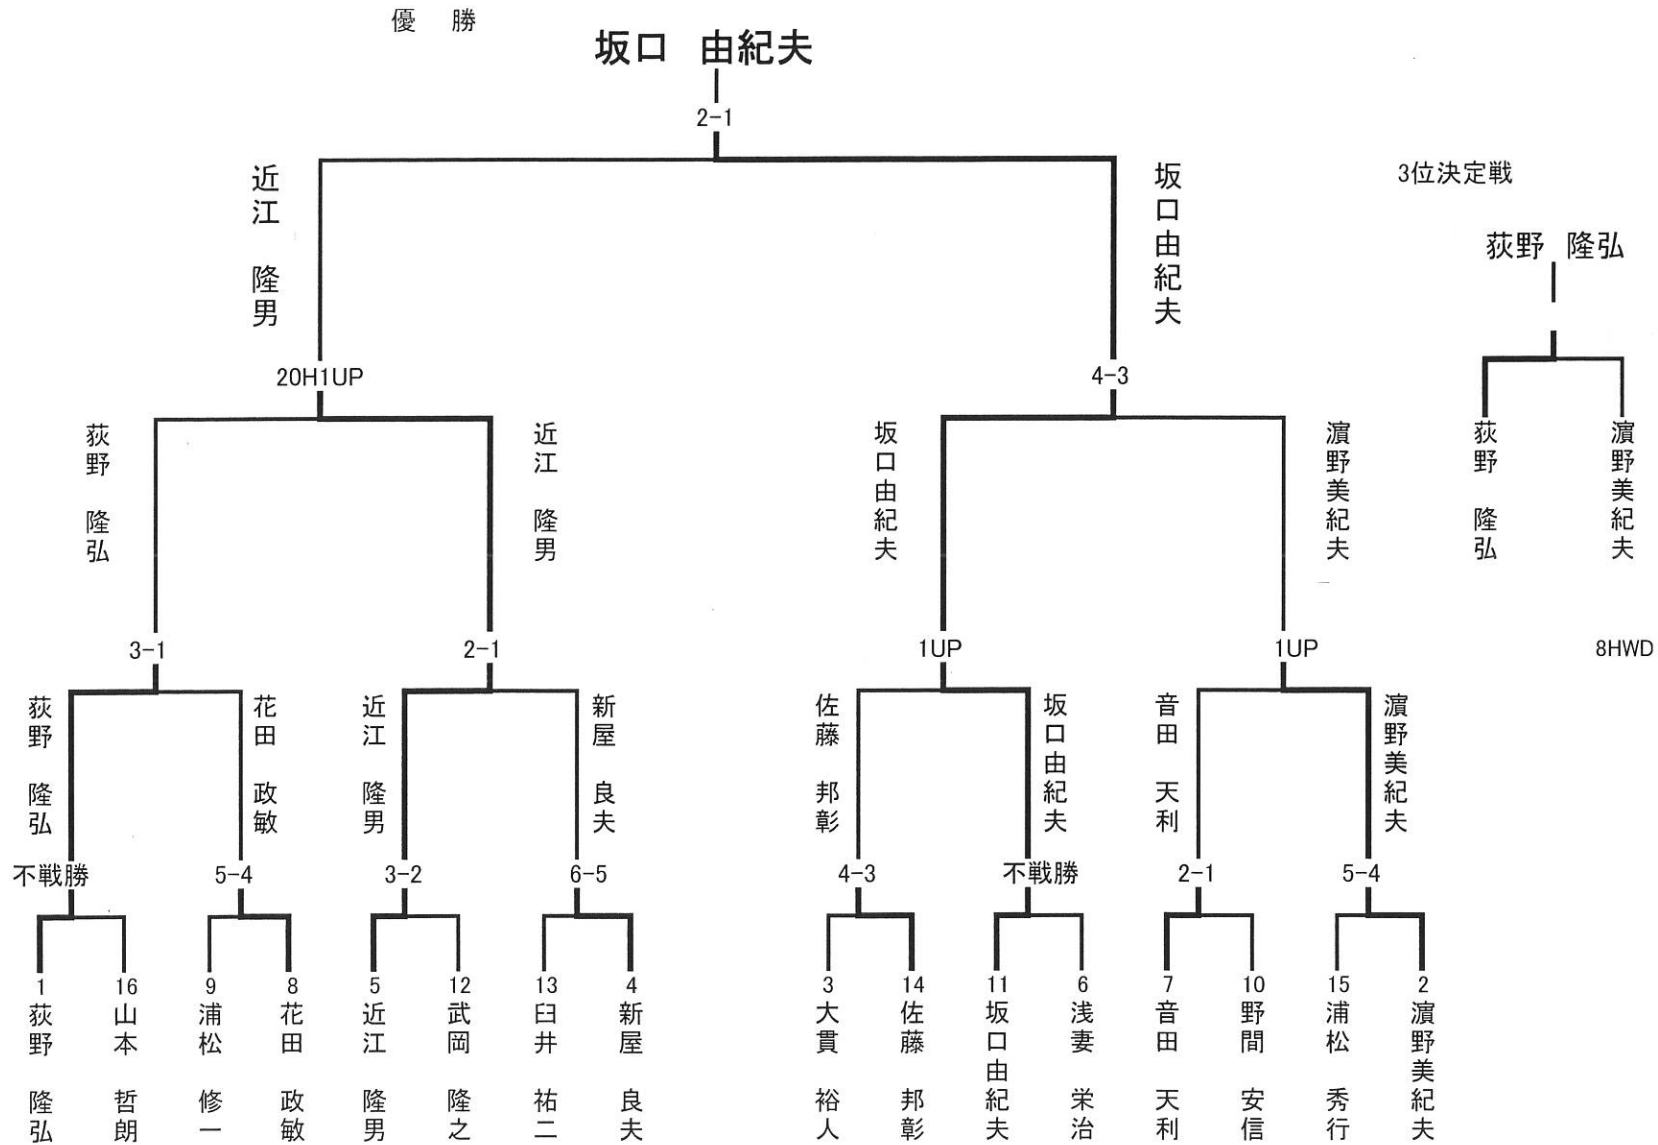 優 勝
坂口 由紀夫
2-1
近江 隆男
坂口由紀夫
3位決定戦
荻野 隆弘
荻野 隆弘
濵野美紀夫
20H1UP
4-3
荻野 隆弘
近江 隆男
坂口由紀夫
濵野美紀夫
3-1
2-1
1UP
1UP
8HWD
荻野 隆弘
花田 政敏
近江 隆男
新屋 良夫
佐藤 邦彰
坂口由紀夫
音田 天利
濵野美紀夫
不戦勝
5-4
3-2
6-5
4-3
不戦勝
2-1
5-4
1 荻野 隆弘
16 山本 哲朗
9 浦松 修一
8 花田 政敏
5 近江 隆男
12 武岡 隆之
13 臼井 祐二
4 新屋 良夫
3 大貫 裕人
14 佐藤 邦彰
11 坂口由紀夫
6 浅妻 栄治
7 音田 天利
10 野間 安信
15 浦松 秀行
2 濵野美紀夫